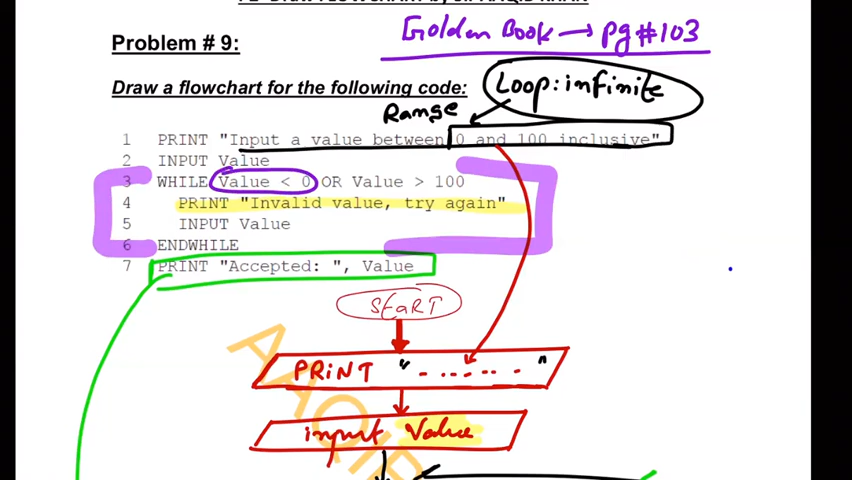 Golden Book → pg#103
Problem # 9:
Draw a flowchart for the following code:
Loop:infinite
Range
1 PRINT "Input a value between 0 and 100 inclusive"
2 INPUT Value
3 WHILE Value < 0 OR Value > 100
4 PRINT "Invalid value, try again"
5 INPUT Value
6 ENDWHILE
7 PRINT "Accepted: ", Value
START
PRINT "......."
input Value